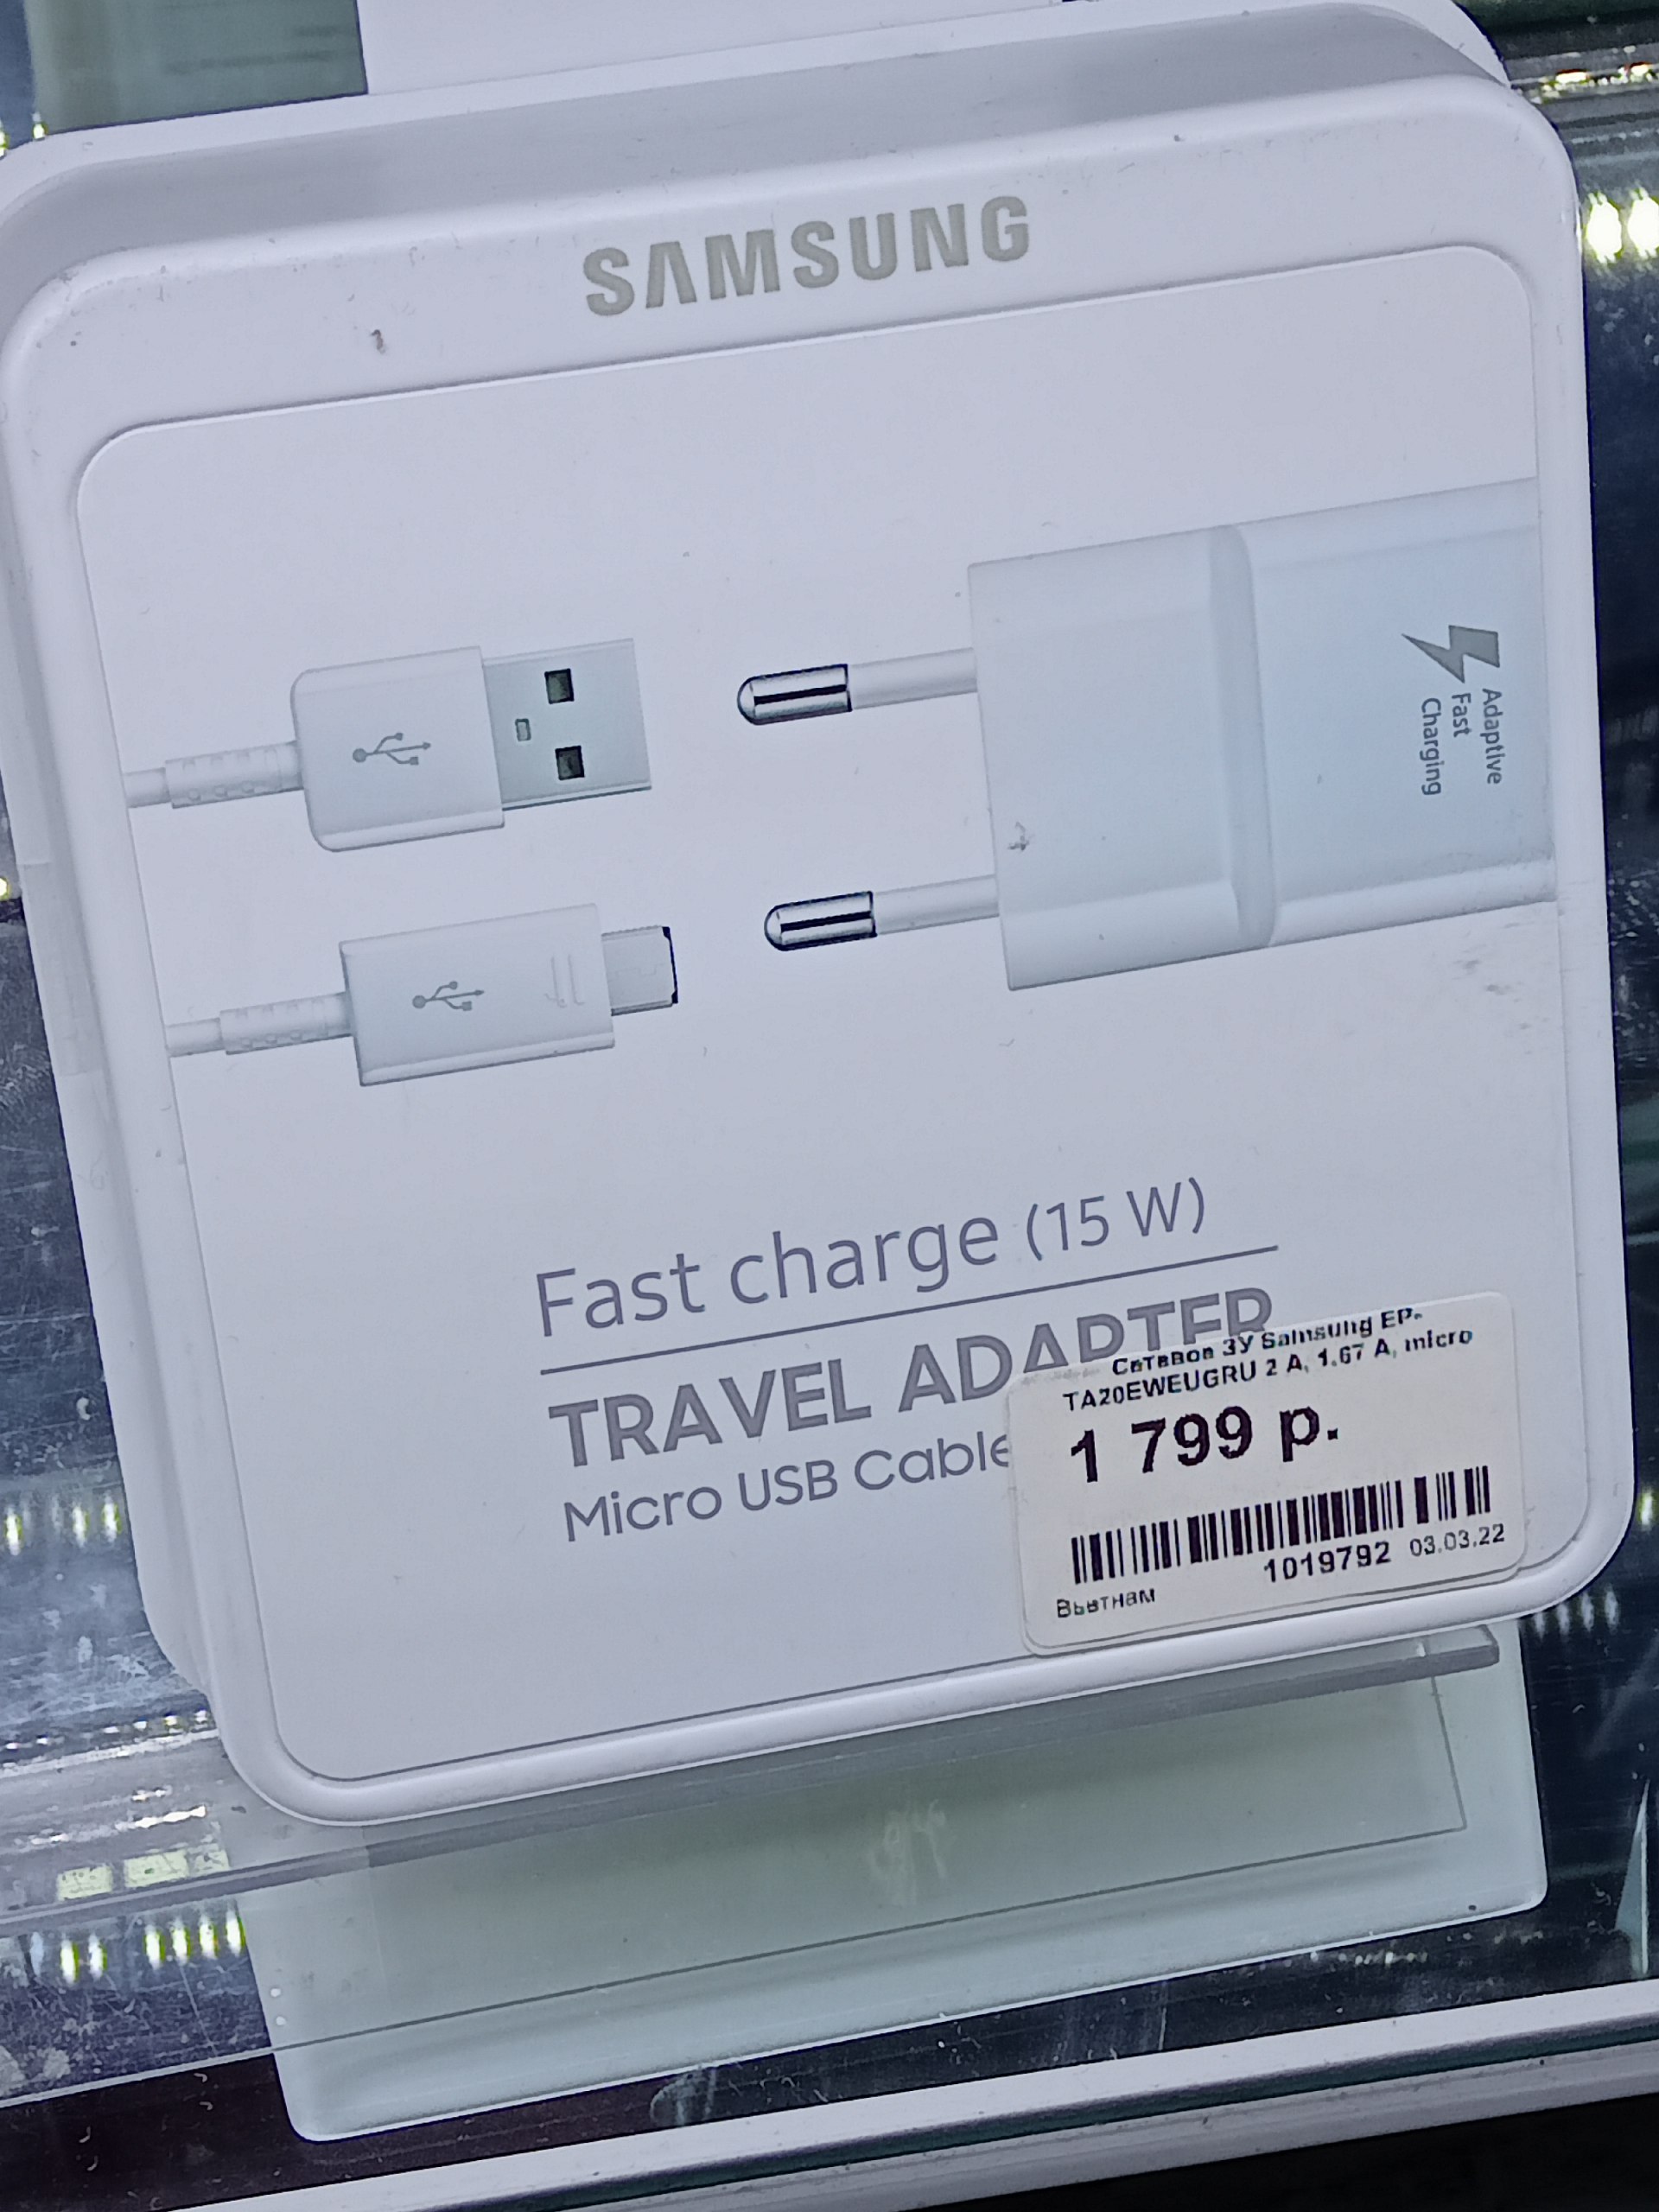 SAMSUNG
Adaptive
Fast
Charging
Fast charge (15 W)
TRAVEL ADAPTER
Micro USB Cable
Сетевое ЗУ Samsung EP-
TA20EWEUGRU 2 A, 1.67 A, micro
1 799 р.
1019792 03.03.22
Вьетнам